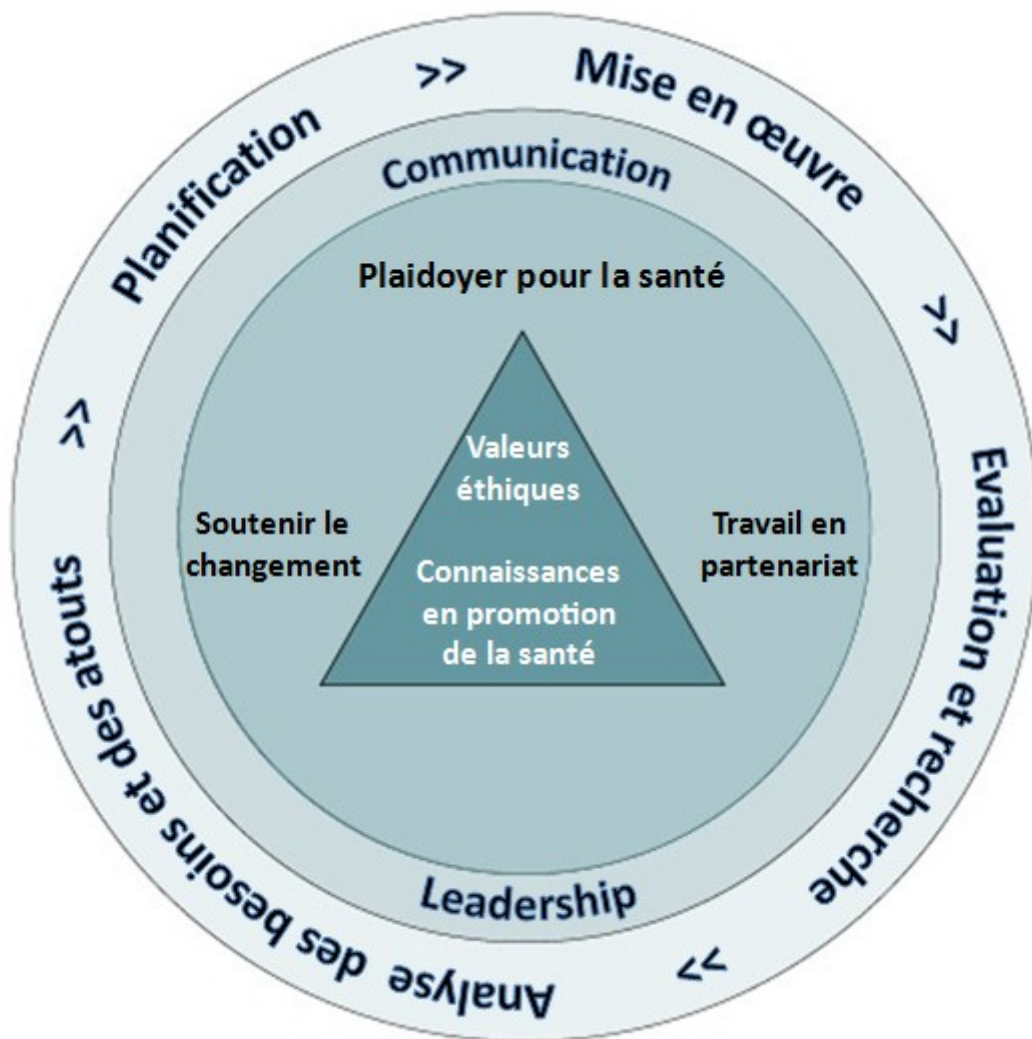 Planification
>>
Mise en œuvre
>>
Evaluation et recherche
>>
Analyse des besoins et des atouts
>>
Communication
Leadership
Plaidoyer pour la santé
Soutenir le
changement
Travail en
partenariat
Valeurs
éthiques
Connaissances
en promotion
de la santé